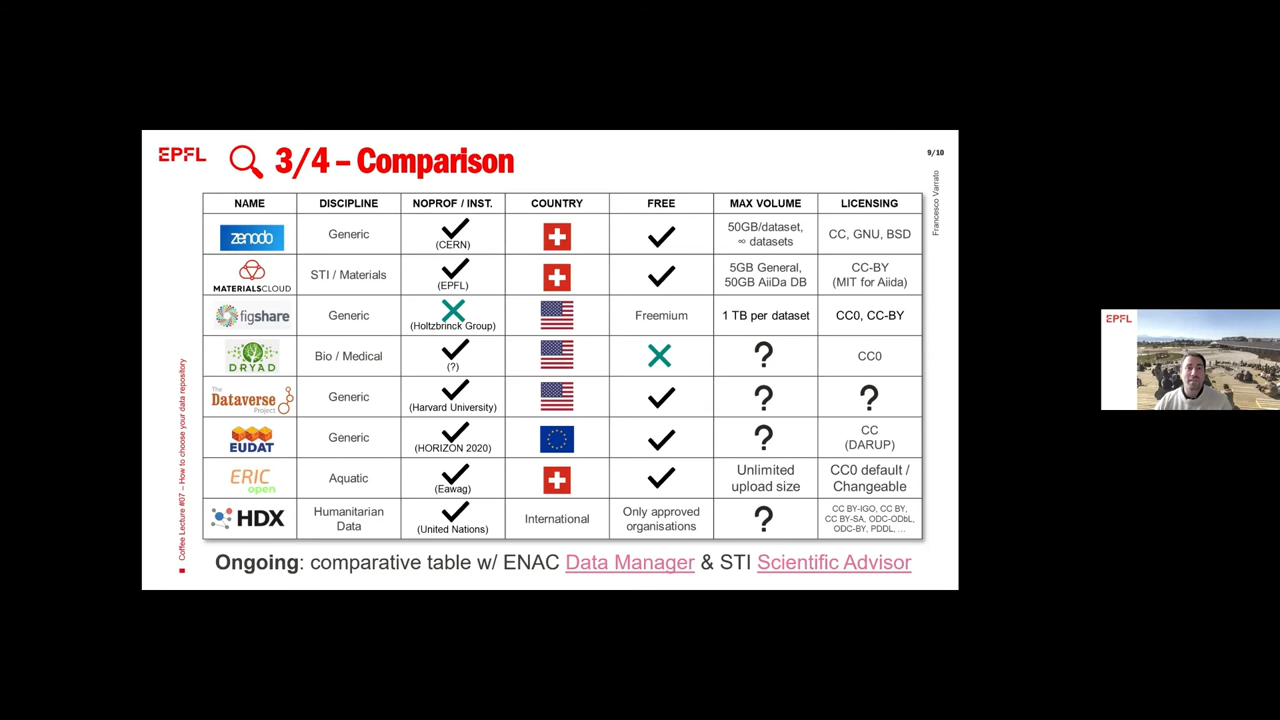 EPFL
3/4 – Comparison
9/10
Francesco Varrato
Coffee Lecture #07 – How to choose your data repository
NAME DISCIPLINE NOPROF / INST. COUNTRY FREE MAX VOLUME LICENSING
zenodo Generic (CERN) 50GB/dataset, ∞ datasets CC, GNU, BSD
MATERIALSCLOUD STI / Materials (EPFL) 5GB General, 50GB AiiDa DB CC-BY (MIT for Aiida)
figshare Generic (Holtzbrinck Group) Freemium 1 TB per dataset CC0, CC-BY
DRYAD Bio / Medical (?) ? CC0
The Dataverse Project Generic (Harvard University) ? ?
EUDAT Generic (HORIZON 2020) ? CC (DARUP)
ERIC open Aquatic (Eawag) Unlimited upload size CC0 default / Changeable
HDX Humanitarian Data (United Nations) International Only approved organisations ? CC BY-IGO, CC BY, CC BY-SA, ODC-ODbL, ODC-BY, PDDL, ...
Ongoing: comparative table w/ ENAC Data Manager & STI Scientific Advisor
EPFL